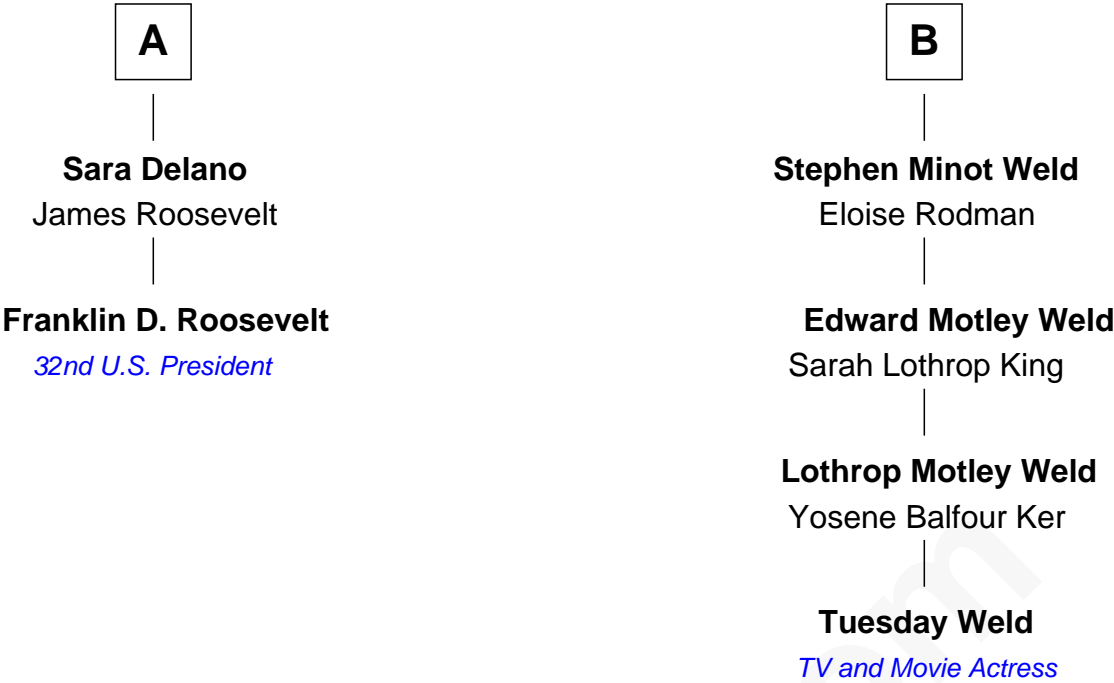 A
B
Sara Delano
James Roosevelt
Franklin D. Roosevelt
32nd U.S. President
Stephen Minot Weld
Eloise Rodman
Edward Motley Weld
Sarah Lothrop King
Lothrop Motley Weld
Yosene Balfour Ker
Tuesday Weld
TV and Movie Actress